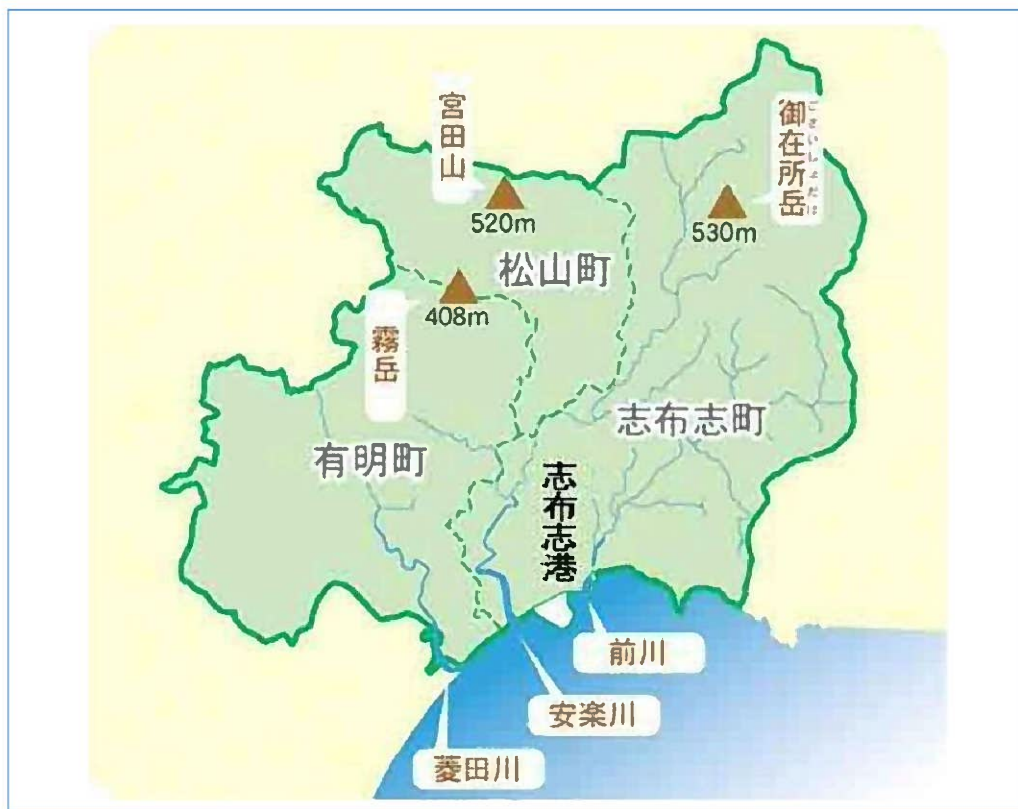 宮田山
御在所岳
ございしょだけ
520m
530m
松山町
408m
霧岳
志布志町
有明町
志布志港
前川
安楽川
菱田川